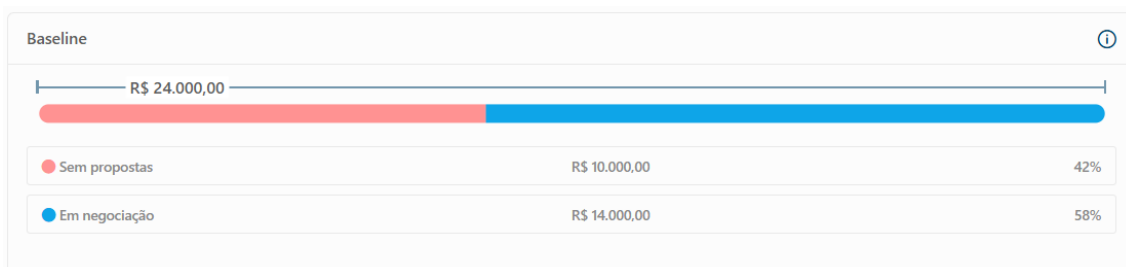 Baseline
R$ 24.000,00
Sem propostas R$ 10.000,00 42%
Em negociação R$ 14.000,00 58%